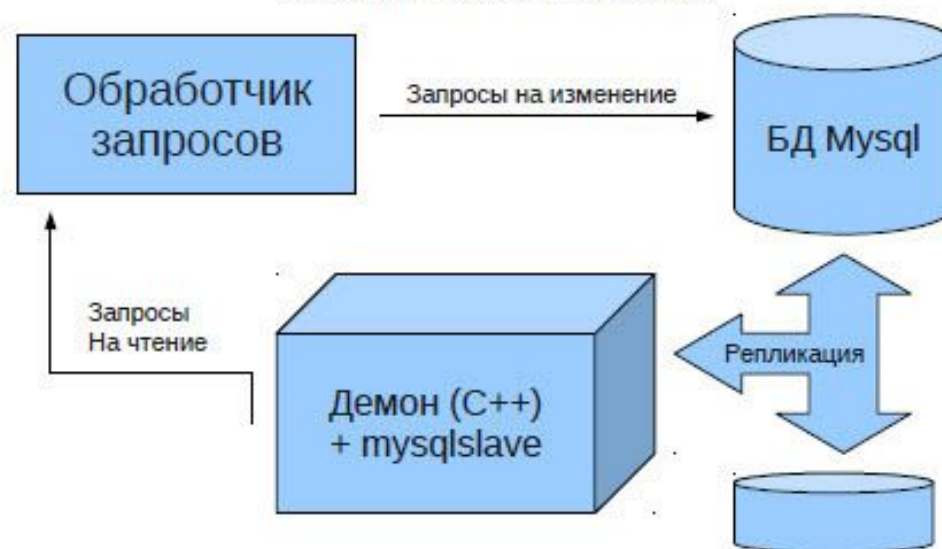 Обработчик
запросов
Запросы на изменение
БД Mysql
Запросы
На чтение
Репликация
Демон (C++)
+ mysqlslave